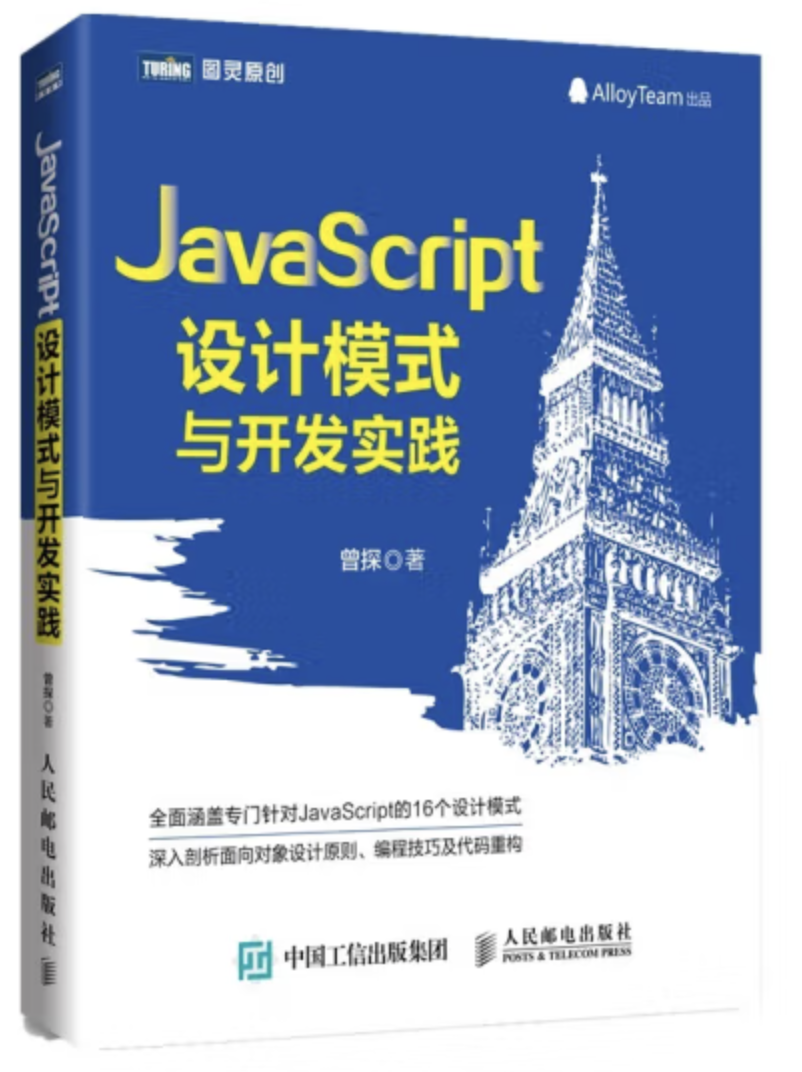 TURING 图灵原创
AlloyTeam 出品
JavaScript
设计模式
与开发实践
曾探◎著
全面涵盖专门针对JavaScript的16个设计模式
深入剖析面向对象设计原则、编程技巧及代码重构
中国工信出版集团
人民邮电出版社
POSTS & TELECOM PRESS
TURING
JavaScript设计模式与开发实践
曾探◎著
人民邮电出版社